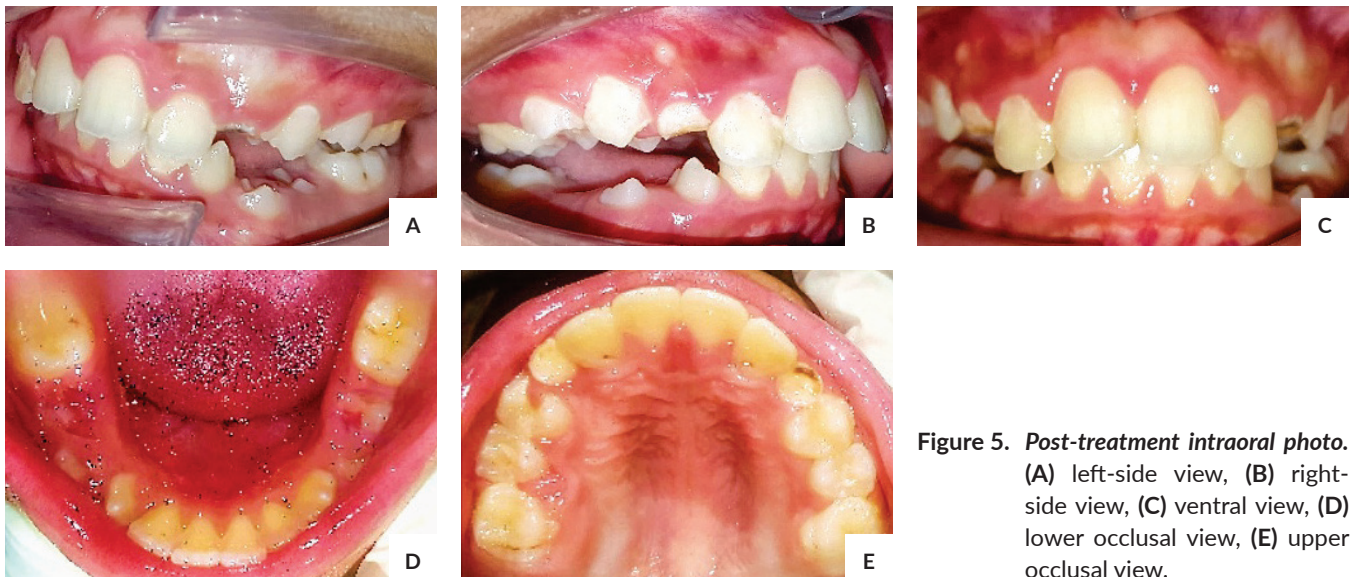 A
B
C
D
E
Figure 5. Post-treatment intraoral photo.
(A) left-side view, (B) right-
side view, (C) ventral view, (D)
lower occlusal view, (E) upper
occlusal view.